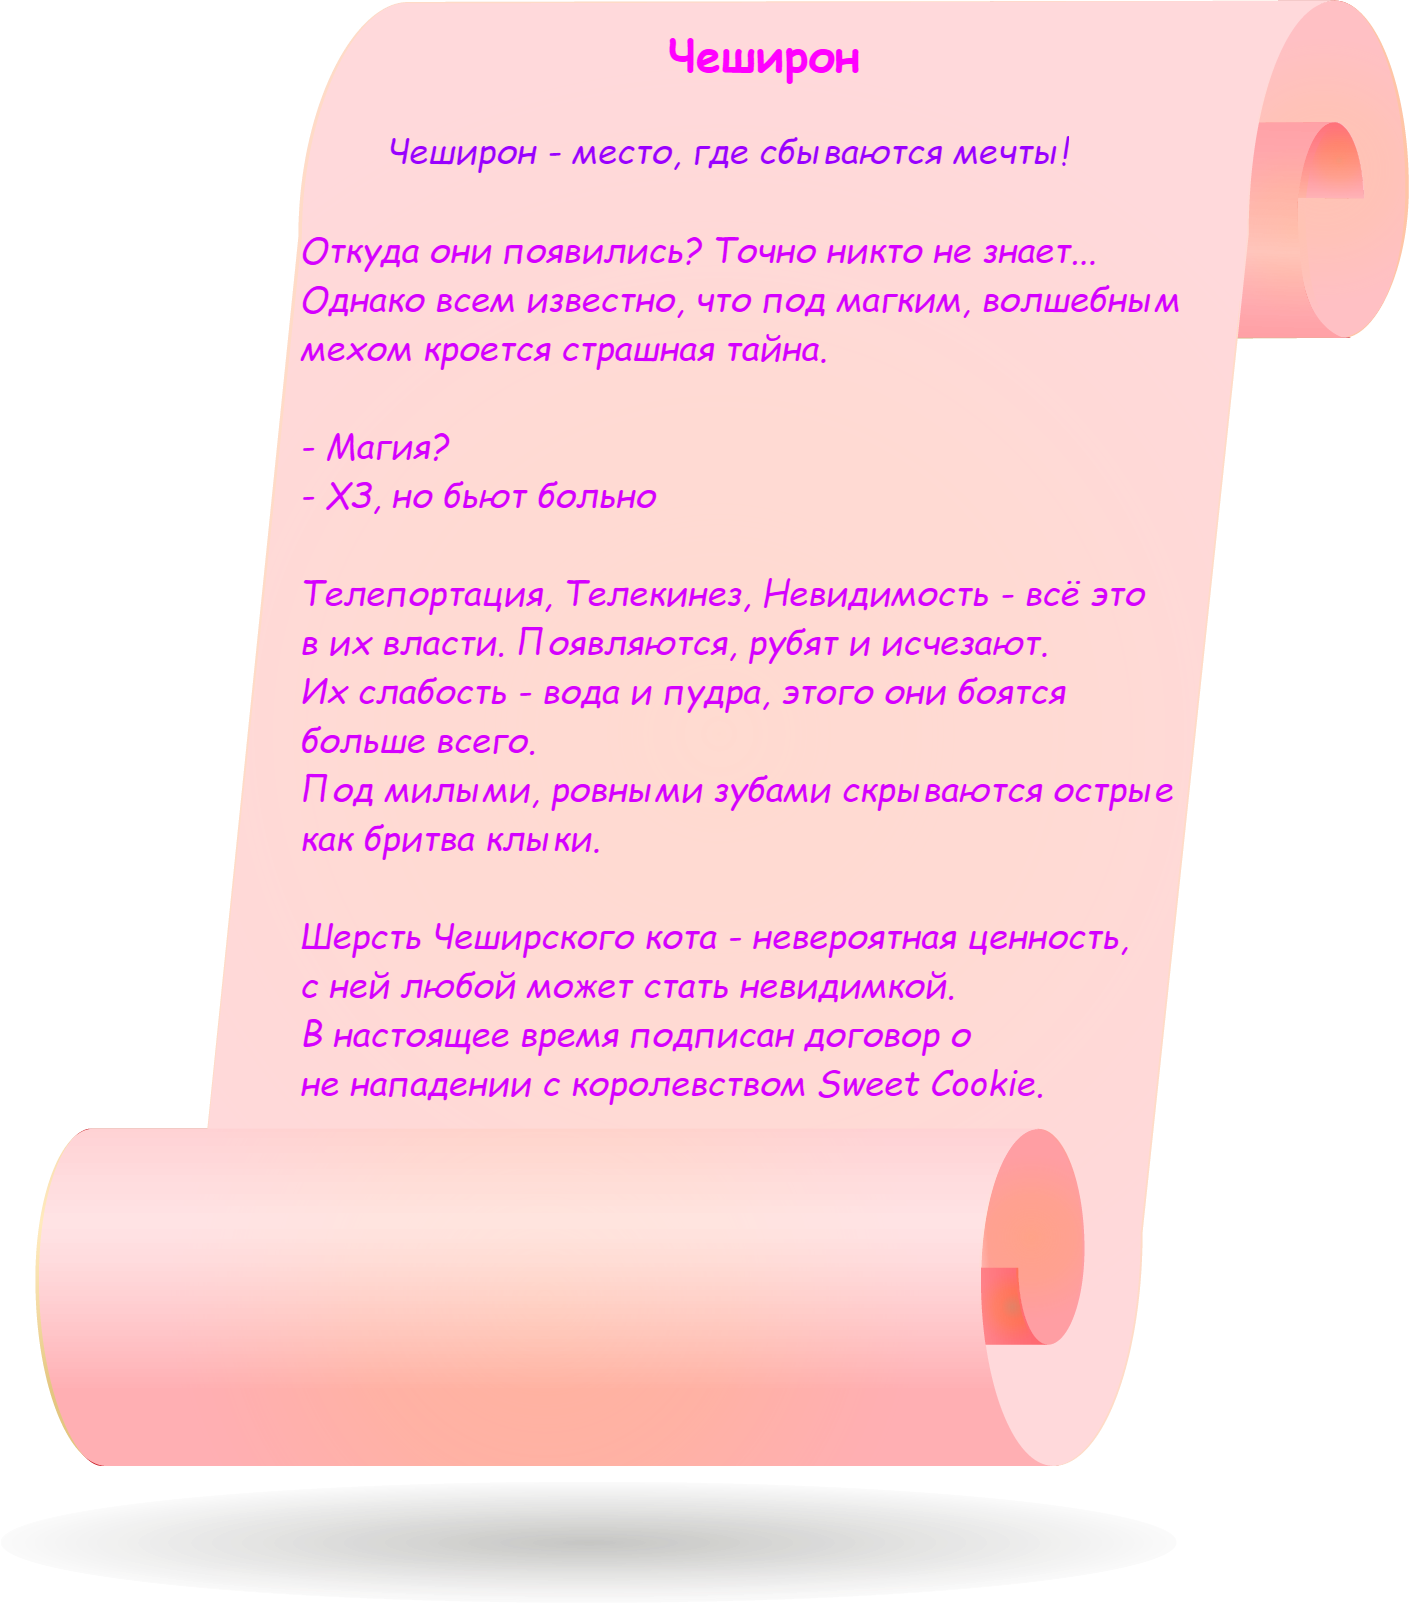 Чеширон
Чеширон - место, где сбываются мечты!
Откуда они появились? Точно никто не знает...
Однако всем известно, что под магким, волшебным
мехом кроется страшная тайна.
- Магия?
- ХЗ, но бьют больно
Телепортация, Телекинез, Невидимость - всё это
в их власти. Появляются, рубят и исчезают.
Их слабость - вода и пудра, этого они боятся
больше всего.
Под милыми, ровными зубами скрываются острые
как бритва клыки.
Шерсть Чеширского кота - невероятная ценность,
с ней любой может стать невидимкой.
В настоящее время подписан договор о
не нападении с королевством Sweet Cookie.